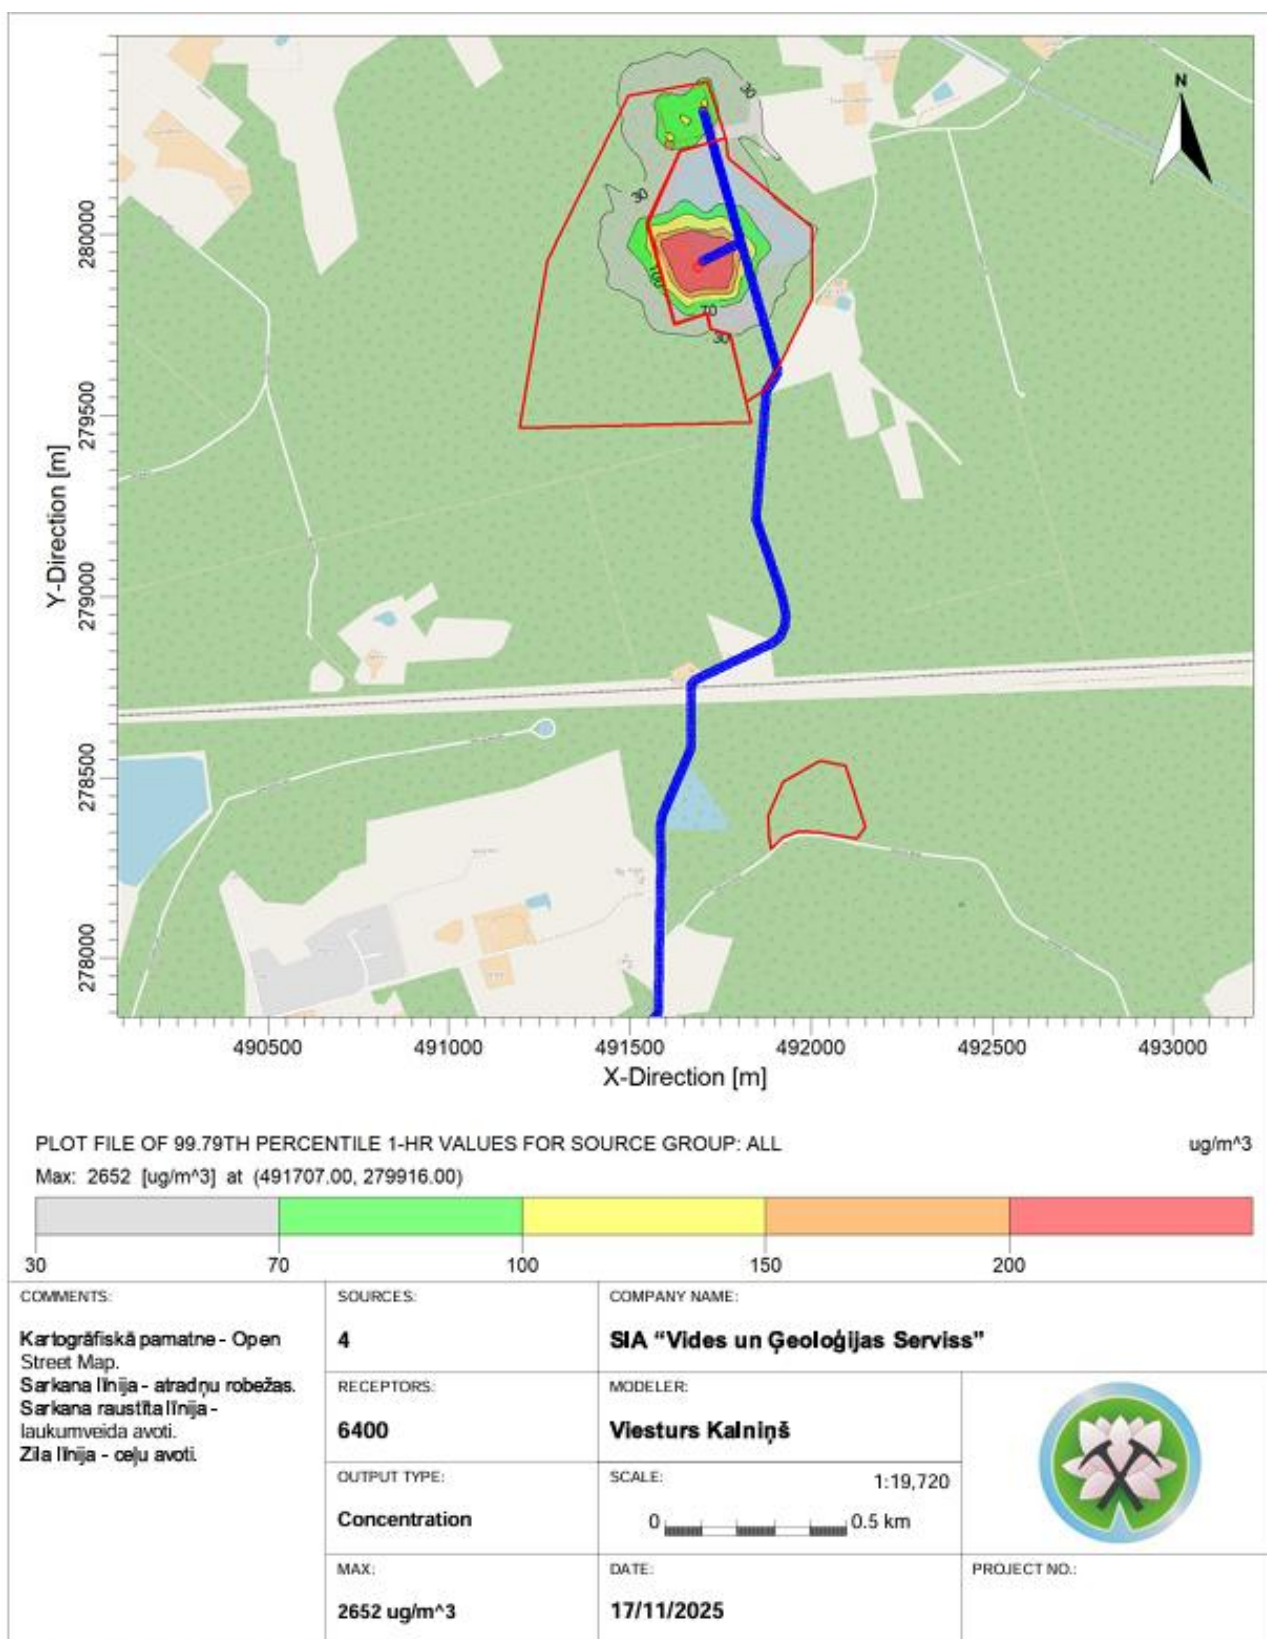 N
30
30
100
70
30
280000
279500
279000
278500
278000
Y-Direction [m]
490500 491000 491500 492000 492500 493000
X-Direction [m]
PLOT FILE OF 99.79TH PERCENTILE 1-HR VALUES FOR SOURCE GROUP: ALL ug/m^3
Max: 2652 [ug/m^3] at (491707.00, 279916.00)
30 70 100 150 200
COMMENTS:
Kartogrāfiskā pamatne - Open
Street Map.
Sarkana līnija - atradņu robežas.
Sarkana raustīta līnija -
laukumveida avoti.
Zila līnija - ceļu avoti.
SOURCES:
4
COMPANY NAME:
SIA “Vides un Ģeoloģijas Serviss”
RECEPTORS:
6400
MODELER:
Viesturs Kalniņš
OUTPUT TYPE:
Concentration
SCALE: 1:19,720
0 0.5 km
MAX:
2652 ug/m^3
DATE:
17/11/2025
PROJECT NO.: